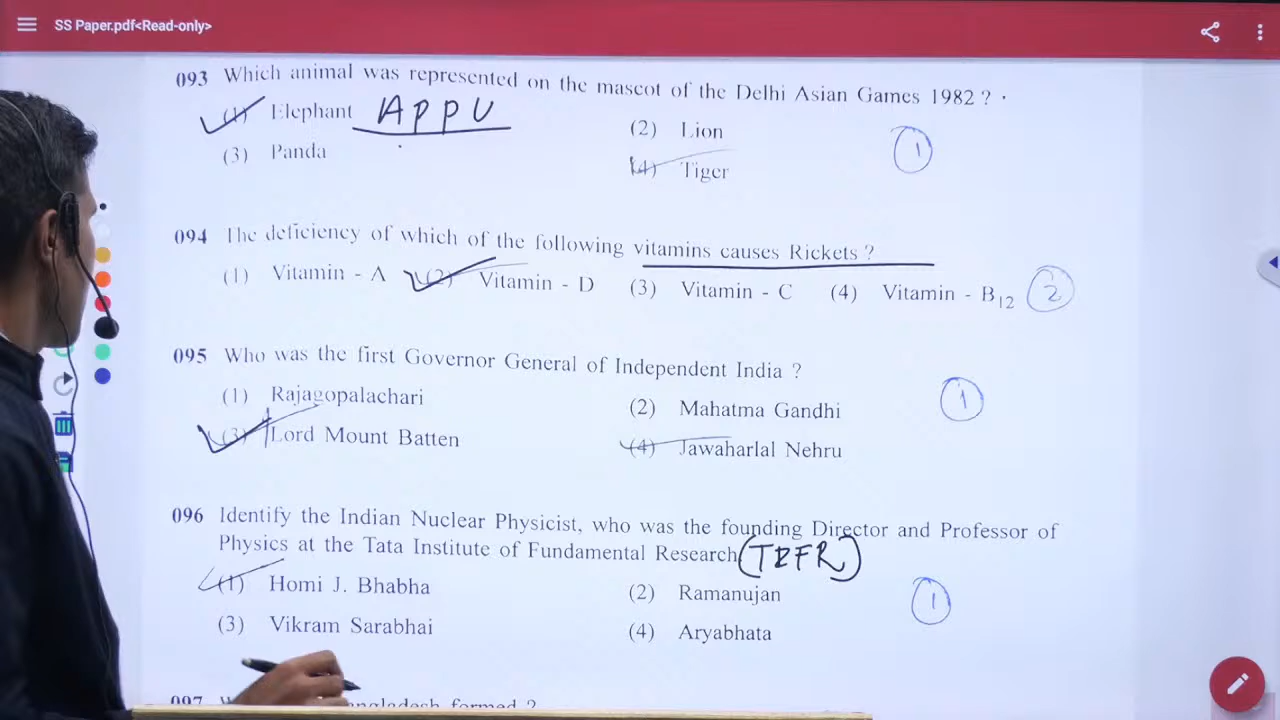 SS Paper.pdf<Read-only>
093 Which animal was represented on the mascot of the Delhi Asian Games 1982 ?
(1) Elephant APPU
(2) Lion
(3) Panda
(4) Tiger
1
094 The deficiency of which of the following vitamins causes Rickets ?
(1) Vitamin - A (2) Vitamin - D (3) Vitamin - C (4) Vitamin - B12
2
095 Who was the first Governor General of Independent India ?
(1) Rajagopalachari
(2) Mahatma Gandhi
1
(3) Lord Mount Batten
(4) Jawaharlal Nehru
096 Identify the Indian Nuclear Physicist, who was the founding Director and Professor of
Physics at the Tata Institute of Fundamental Research (TIFR)
(1) Homi J. Bhabha
(2) Ramanujan
1
(3) Vikram Sarabhai
(4) Aryabhata
097 formed ?